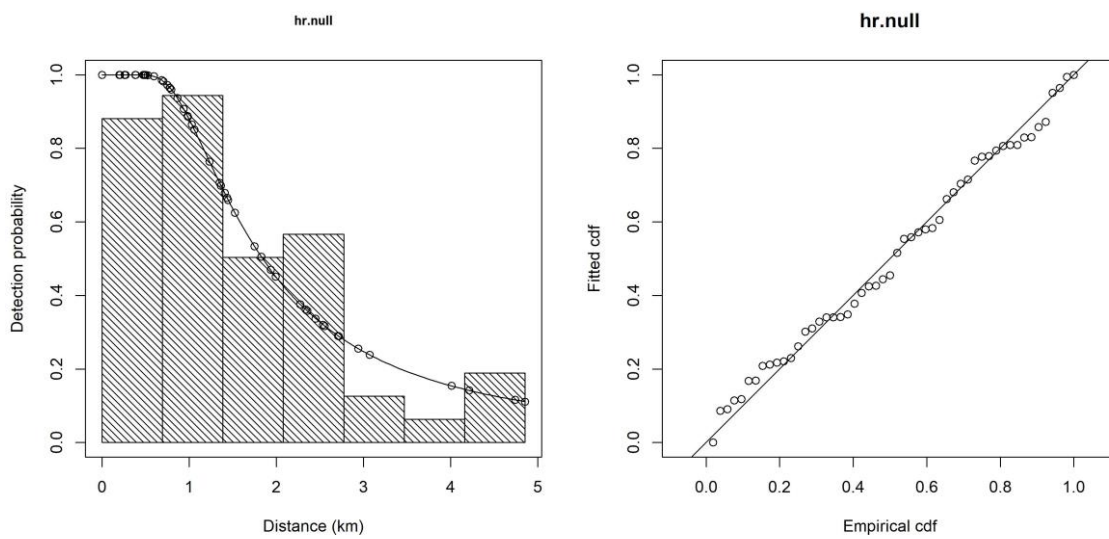 hr.null
Detection probability
1.0
0.8
0.6
0.4
0.2
0.0
0 1 2 3 4 5
Distance (km)
hr.null
Fitted cdf
1.0
0.8
0.6
0.4
0.2
0.0
0.0 0.2 0.4 0.6 0.8 1.0
Empirical cdf